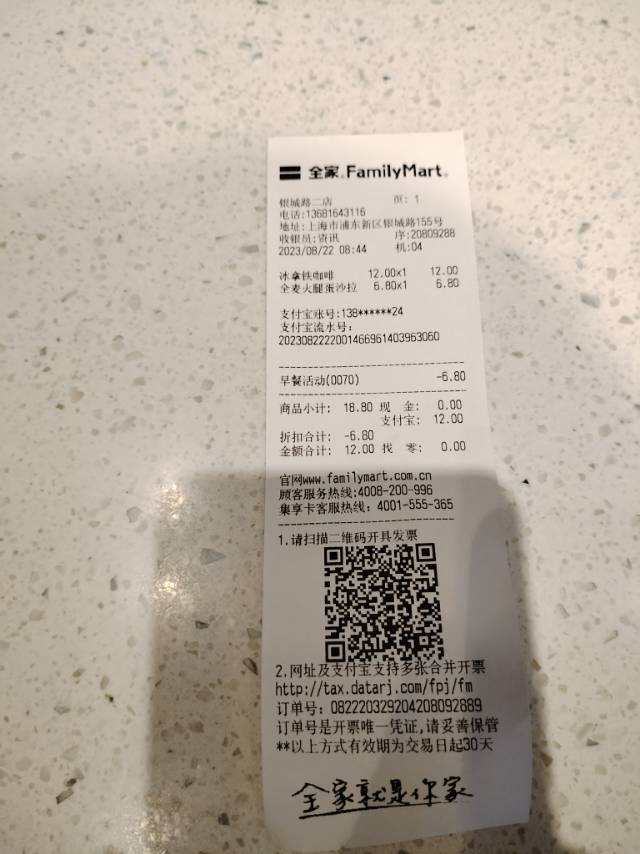 全家 FamilyMart
银城路二店 页: 1
电话:13681643116
地址:上海市浦东新区银城路155号
收银员:资讯 序:20809288
2023/08/22 08:44 机:04
冰拿铁咖啡 12.00x1 12.00
全麦火腿蛋沙拉 6.80x1 6.80
支付宝账号:138******24
支付宝流水号:
2023082222001466961403963060
早餐活动(0070) -6.80
商品小计: 18.80 现 金: 0.00
支付宝: 12.00
折扣合计: -6.80
金额合计: 12.00 找 零: 0.00
官网www.familymart.com.cn
顾客服务热线:4008-200-996
集享卡客服热线: 4001-555-365
1.请扫描二维码开具发票
2.网址及支付宝支持多张合并开票
http://tax.datarj.com/fpj/fm
订单号: 082220329204208092689
订单号是开票唯一凭证,请妥善保管
**以上方式有效期为交易日起30天
全家就是你家